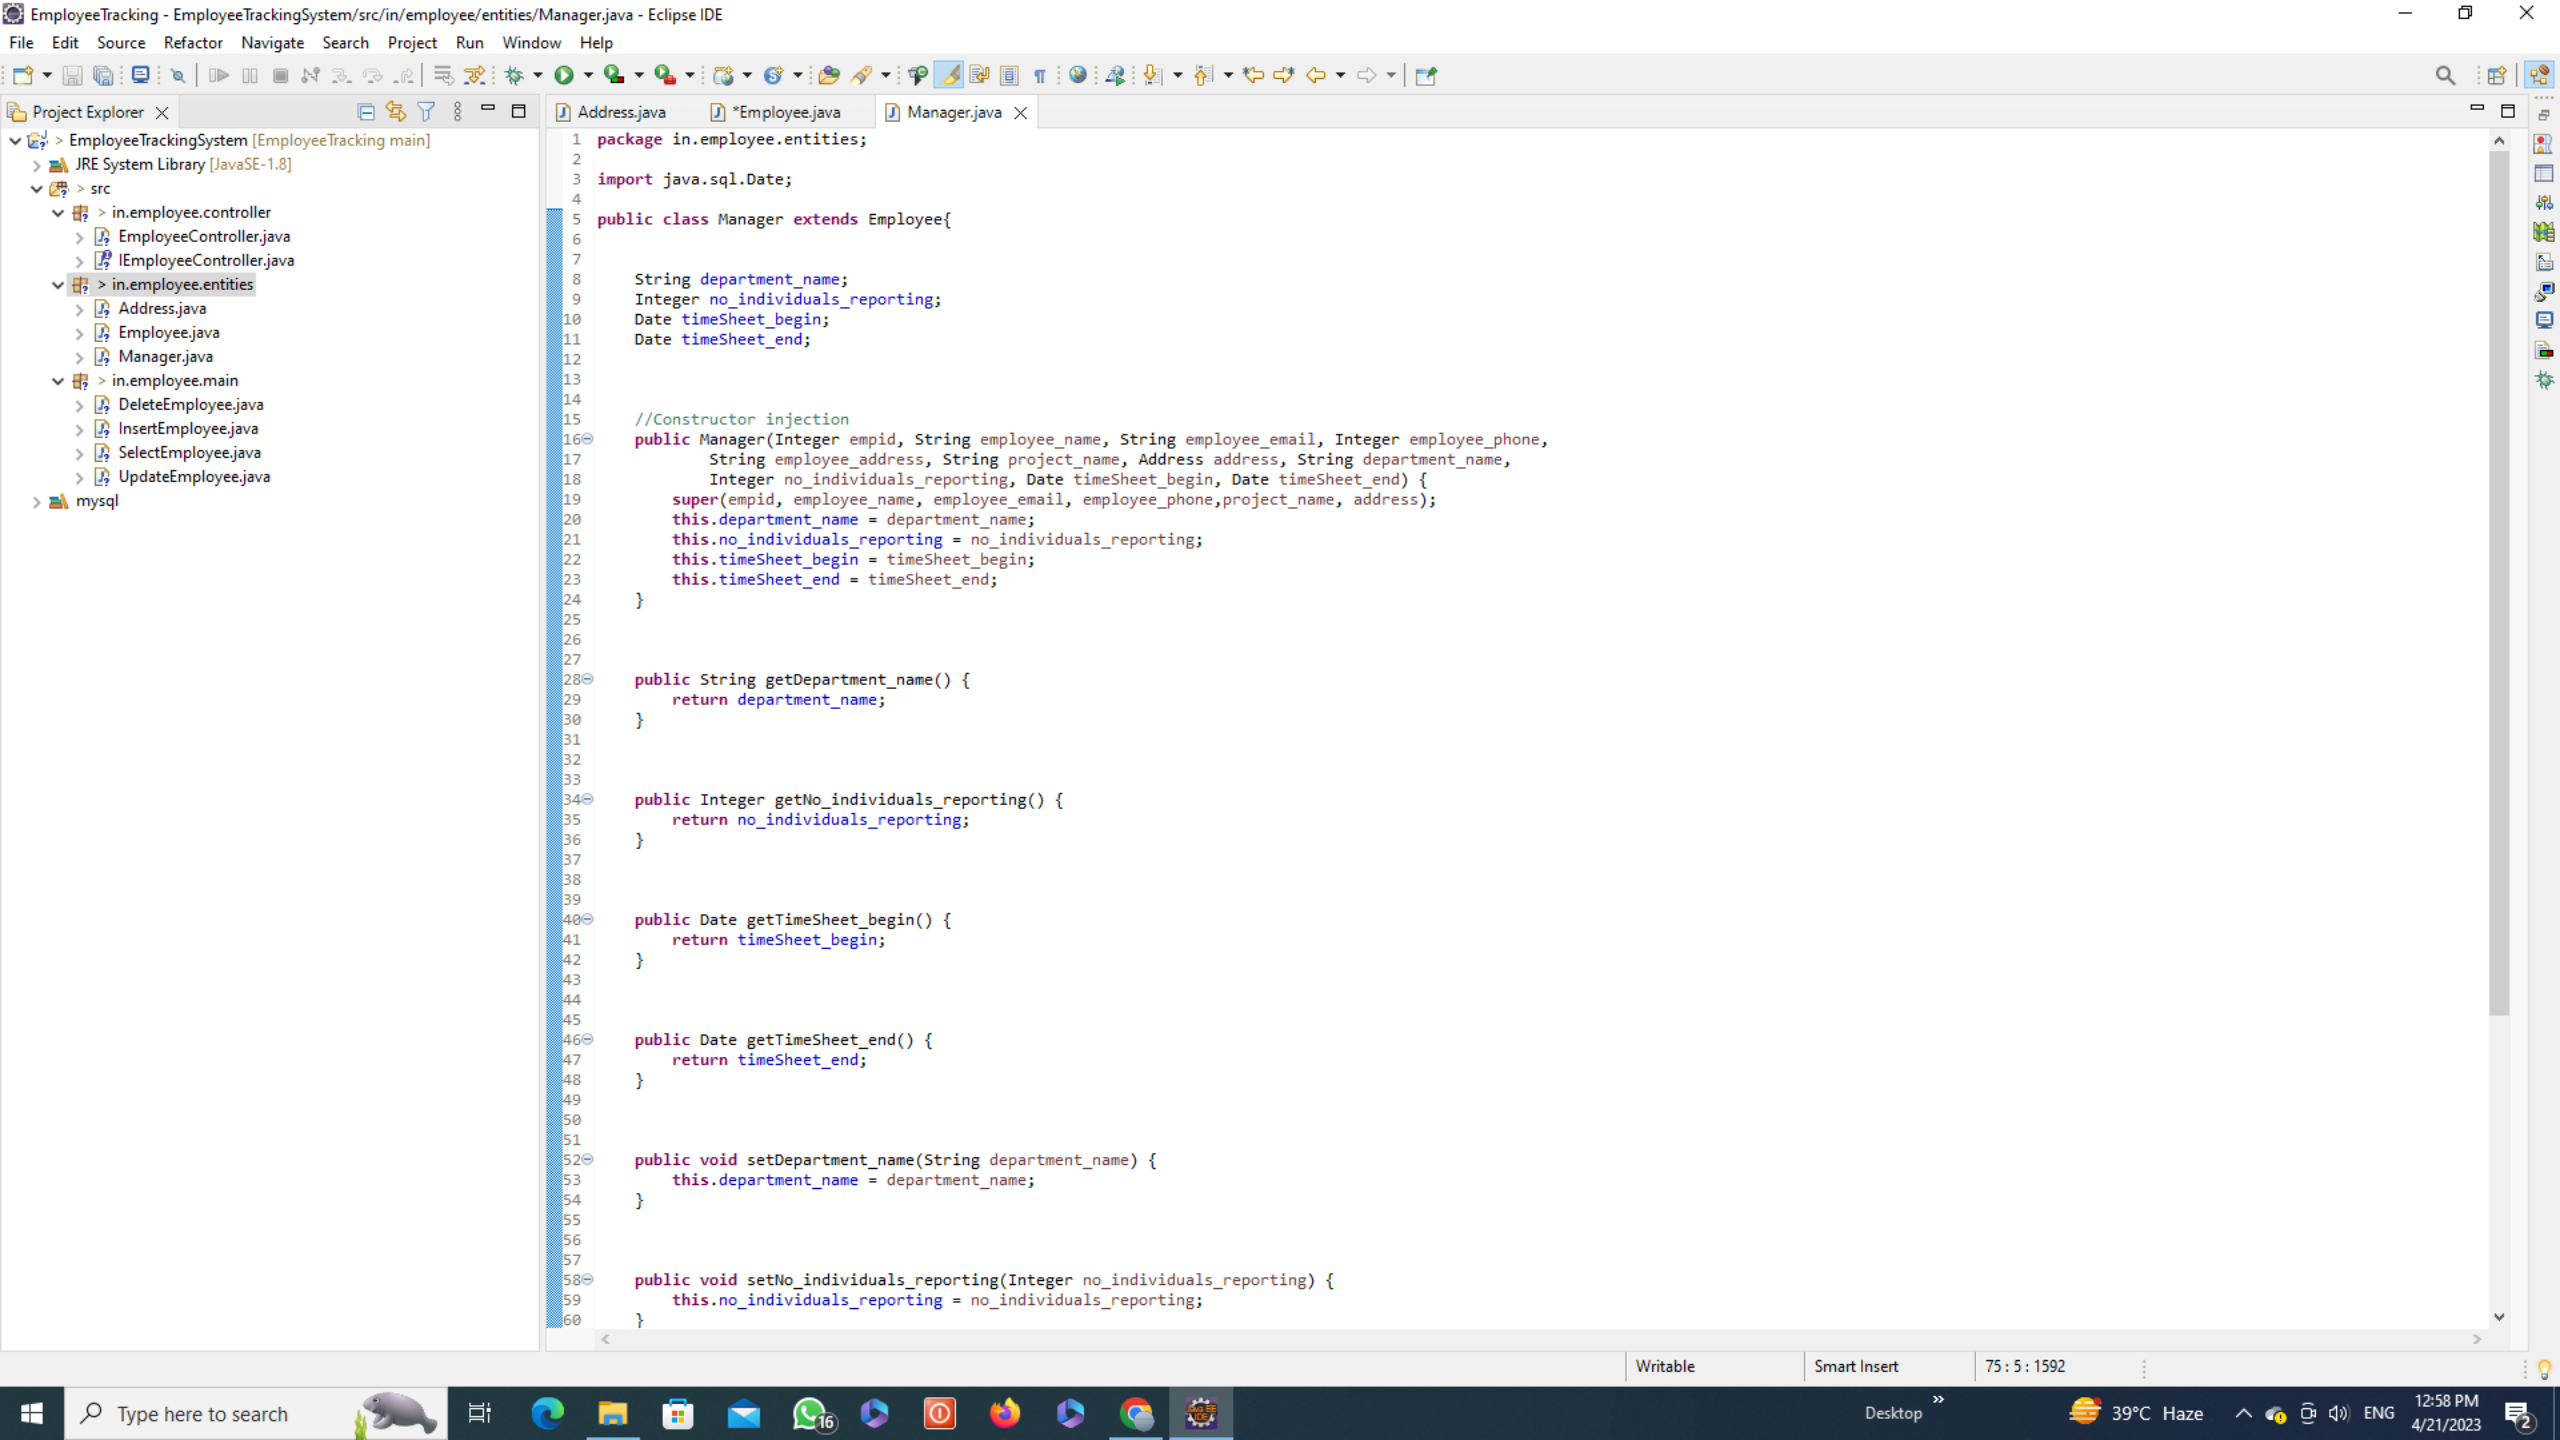 EmployeeTracking - EmployeeTrackingSystem/src/in/employee/entities/Manager.java - Eclipse IDE
File Edit Source Refactor Navigate Search Project Run Window Help
Project Explorer
> EmployeeTrackingSystem [EmployeeTracking main]
JRE System Library [JavaSE-1.8]
> src
> in.employee.controller
EmployeeController.java
IEmployeeController.java
> in.employee.entities
Address.java
Employee.java
Manager.java
> in.employee.main
DeleteEmployee.java
InsertEmployee.java
SelectEmployee.java
UpdateEmployee.java
mysql
Address.java *Employee.java Manager.java
1 package in.employee.entities;
2
3 import java.sql.Date;
4
5 public class Manager extends Employee{
6
7
8     String department_name;
9     Integer no_individuals_reporting;
10     Date timeSheet_begin;
11     Date timeSheet_end;
12
13
14
15     //Constructor injection
16     public Manager(Integer empid, String employee_name, String employee_email, Integer employee_phone,
17             String employee_address, String project_name, Address address, String department_name,
18             Integer no_individuals_reporting, Date timeSheet_begin, Date timeSheet_end) {
19         super(empid, employee_name, employee_email, employee_phone,project_name, address);
20         this.department_name = department_name;
21         this.no_individuals_reporting = no_individuals_reporting;
22         this.timeSheet_begin = timeSheet_begin;
23         this.timeSheet_end = timeSheet_end;
24     }
25
26
27
28     public String getDepartment_name() {
29         return department_name;
30     }
31
32
33
34     public Integer getNo_individuals_reporting() {
35         return no_individuals_reporting;
36     }
37
38
39
40     public Date getTimeSheet_begin() {
41         return timeSheet_begin;
42     }
43
44
45
46     public Date getTimeSheet_end() {
47         return timeSheet_end;
48     }
49
50
51
52     public void setDepartment_name(String department_name) {
53         this.department_name = department_name;
54     }
55
56
57
58     public void setNo_individuals_reporting(Integer no_individuals_reporting) {
59         this.no_individuals_reporting = no_individuals_reporting;
60     }
Writable Smart Insert 75 : 5 : 1592
Type here to search 16 Desktop 39°C Haze ENG 12:58 PM
4/21/2023 2